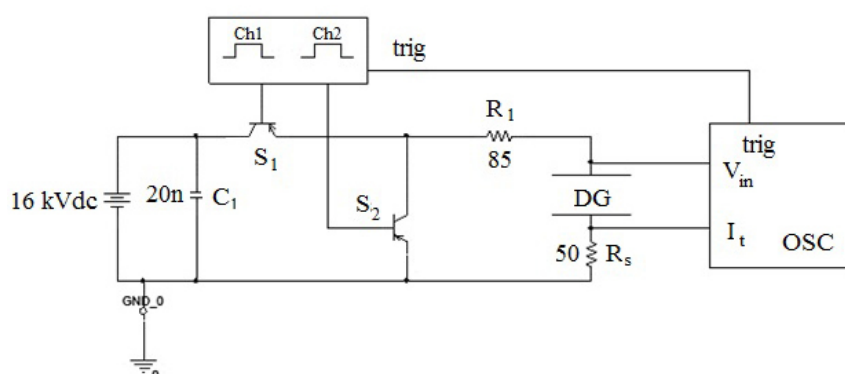 Ch1 Ch2
trig
R1
85
S1
trig
Vin
16 kVdc
20n
C1
S2
DG
It
OSC
50
Rs
GND_0
0